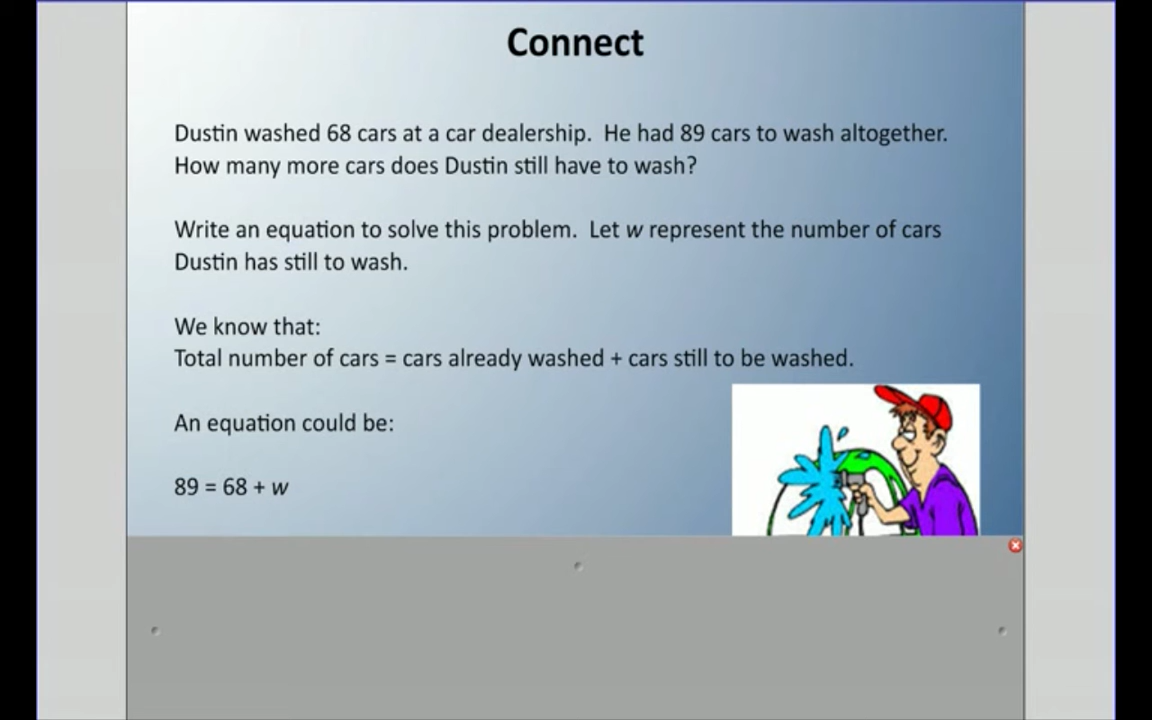 Connect
Dustin washed 68 cars at a car dealership.  He had 89 cars to wash altogether.
How many more cars does Dustin still have to wash?
Write an equation to solve this problem.  Let w represent the number of cars
Dustin has still to wash.
We know that:
Total number of cars = cars already washed + cars still to be washed.
An equation could be:
89 = 68 + w